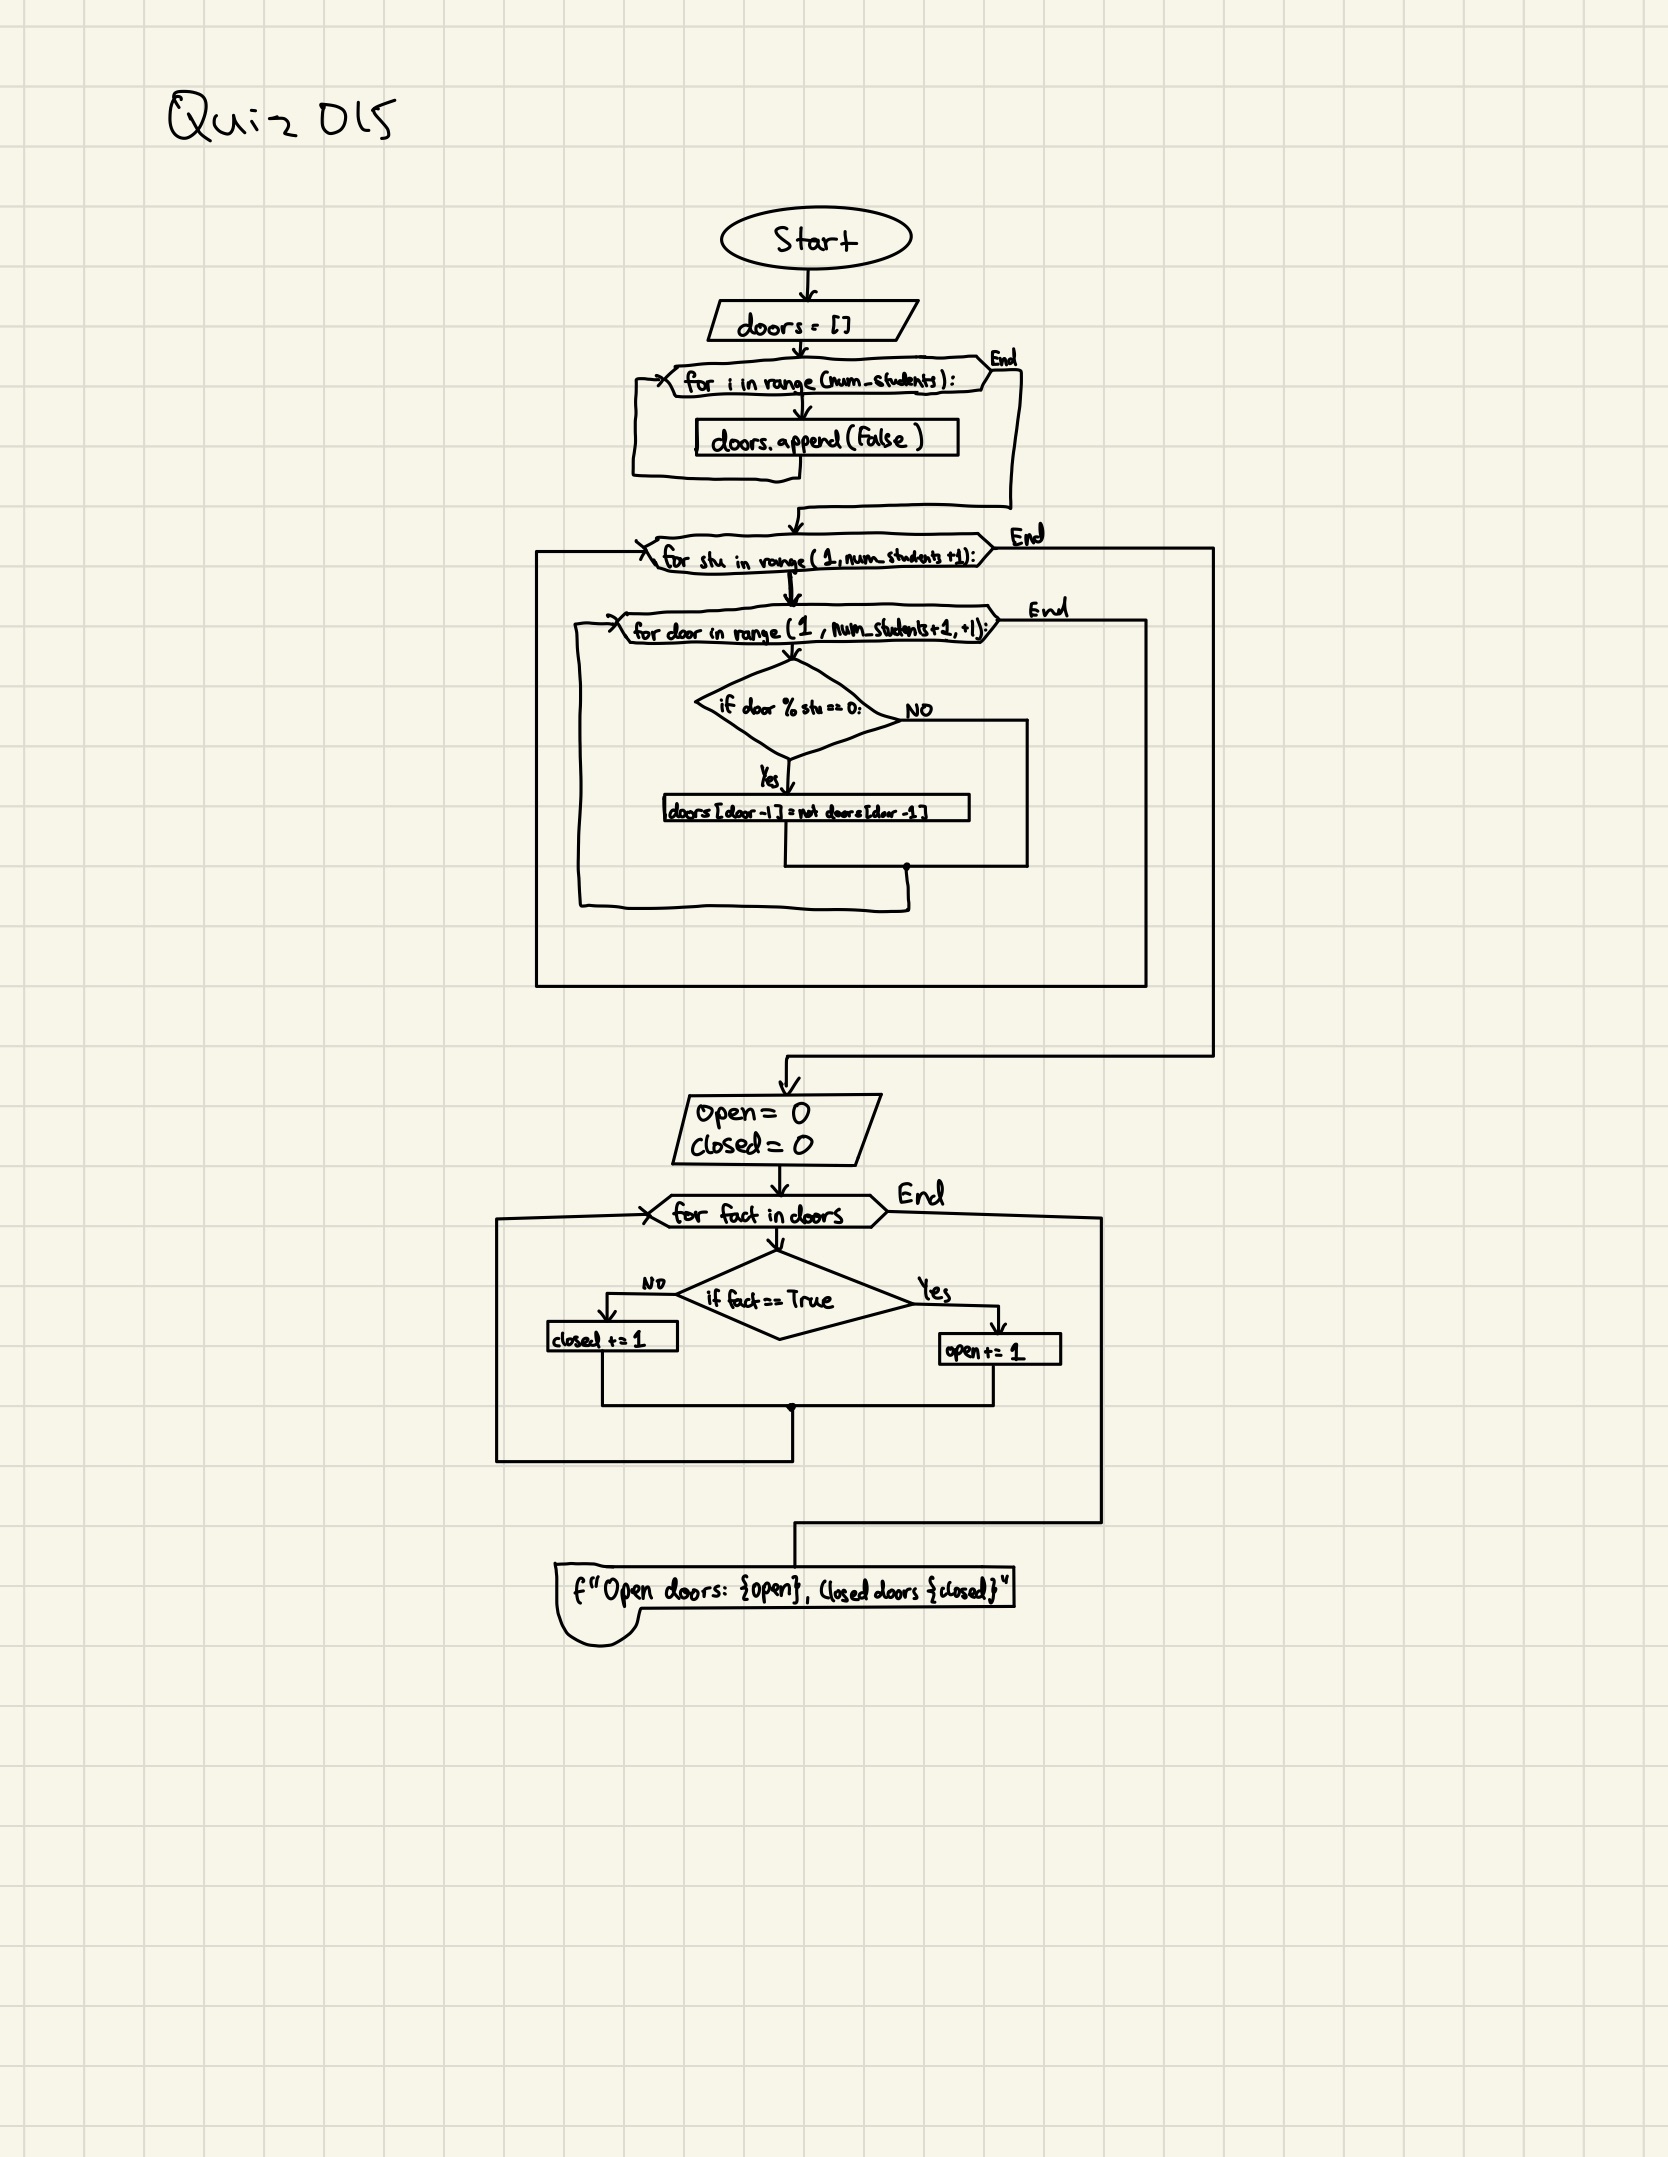 Quiz 015
Start
doors = []
for i in range (num_students):
End
doors.append(False)
for stu in range (1, num_students +1):
End
for door in range (1, num_students+1, +1):
End
if door % stu == 0:
NO
Yes
doors [door -1] = not doors [door -1]
open = 0
closed = 0
for fact in doors
End
if fact == True
NO
Yes
closed += 1
open += 1
f"Open doors: {open}, Closed doors {closed}"